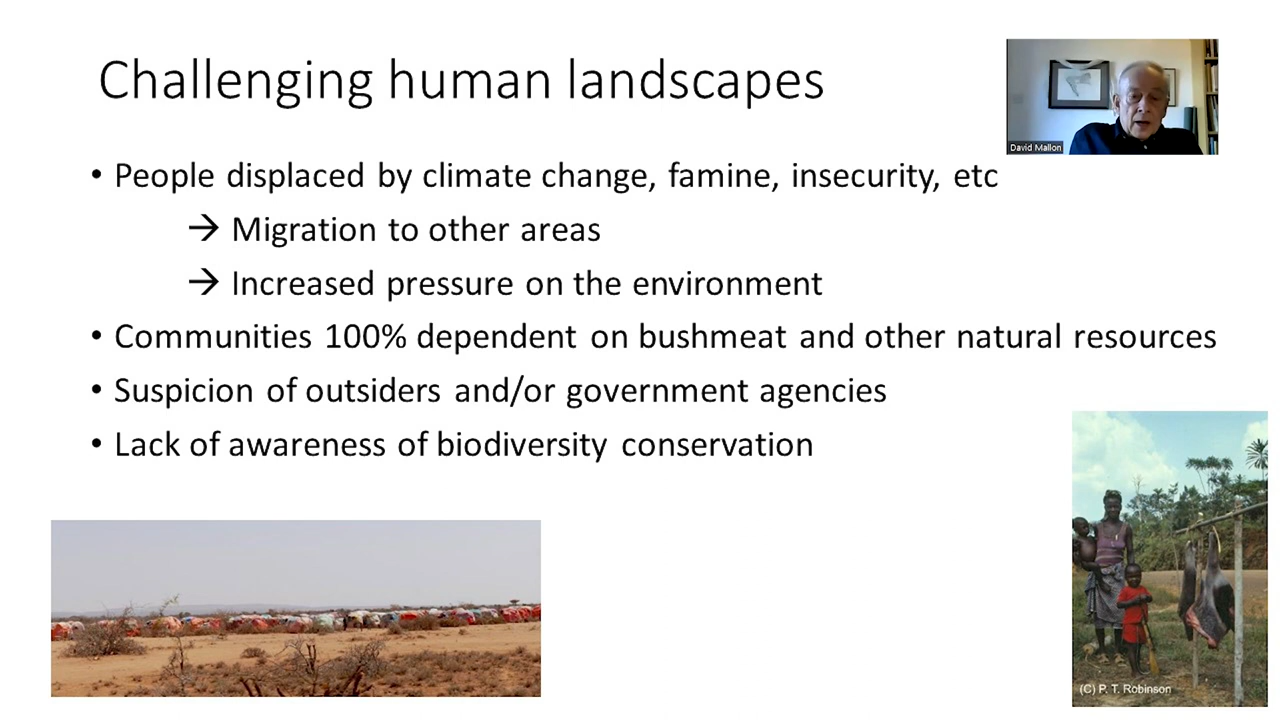 Challenging human landscapes
David Mallon
• People displaced by climate change, famine, insecurity, etc
→ Migration to other areas
→ Increased pressure on the environment
• Communities 100% dependent on bushmeat and other natural resources
• Suspicion of outsiders and/or government agencies
• Lack of awareness of biodiversity conservation
(C) P. T. Robinson